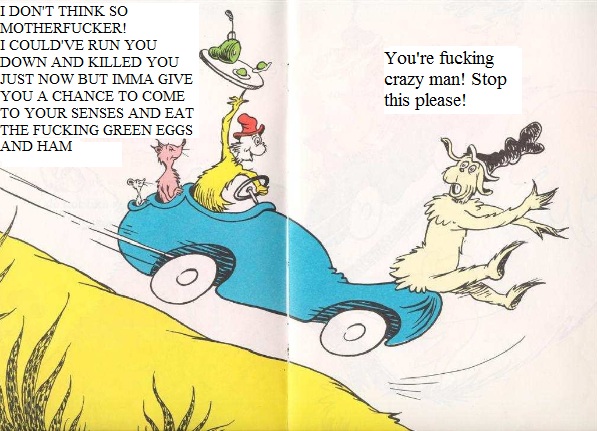 I DON'T THINK SO
MOTHERFUCKER!
I COULD'VE RUN YOU
DOWN AND KILLED YOU
JUST NOW BUT IMMA GIVE
YOU A CHANCE TO COME
TO YOUR SENSES AND EAT
THE FUCKING GREEN EGGS
AND HAM
You're fucking
crazy man! Stop
this please!